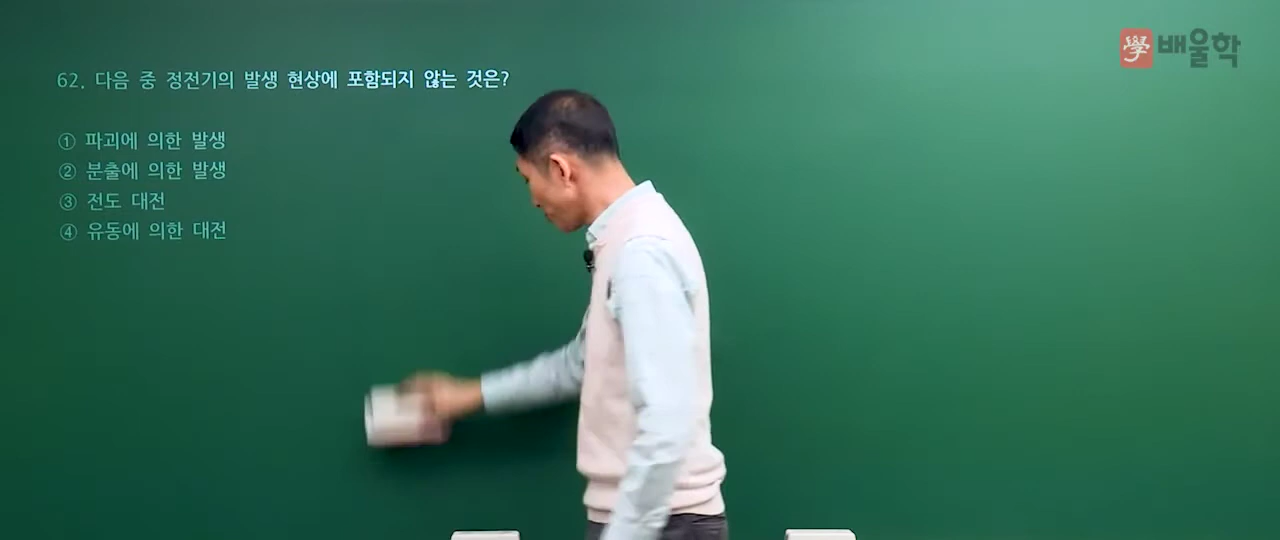 學 배울학
62. 다음 중 정전기의 발생 현상에 포함되지 않는 것은?
① 파괴에 의한 발생
② 분출에 의한 발생
③ 전도 대전
④ 유동에 의한 대전